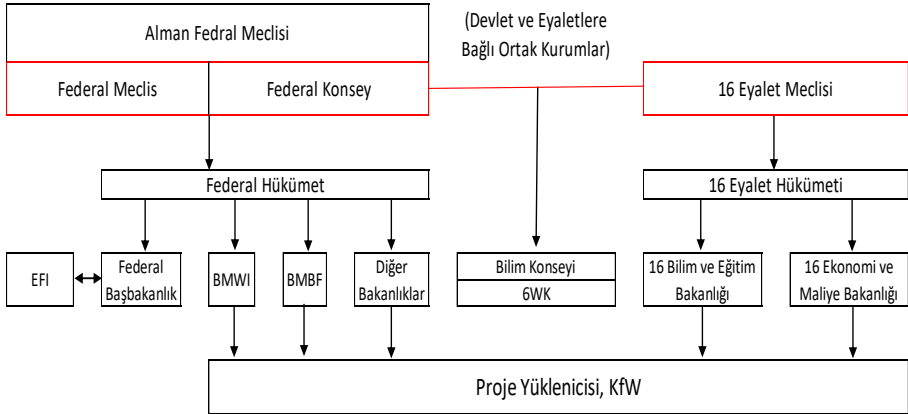 Alman Fedral Meclisi
(Devlet ve Eyaletlere
Bağlı Ortak Kurumlar)
Federal Meclis
Federal Konsey
16 Eyalet Meclisi
Federal Hükümet
16 Eyalet Hükümeti
EFI
Federal
Başbakanlık
BMWI
BMBF
Diğer
Bakanlıklar
Bilim Konseyi
6WK
16 Bilim ve Eğitim
Bakanlığı
16 Ekonomi ve
Maliye Bakanlığı
Proje Yüklenicisi, KfW